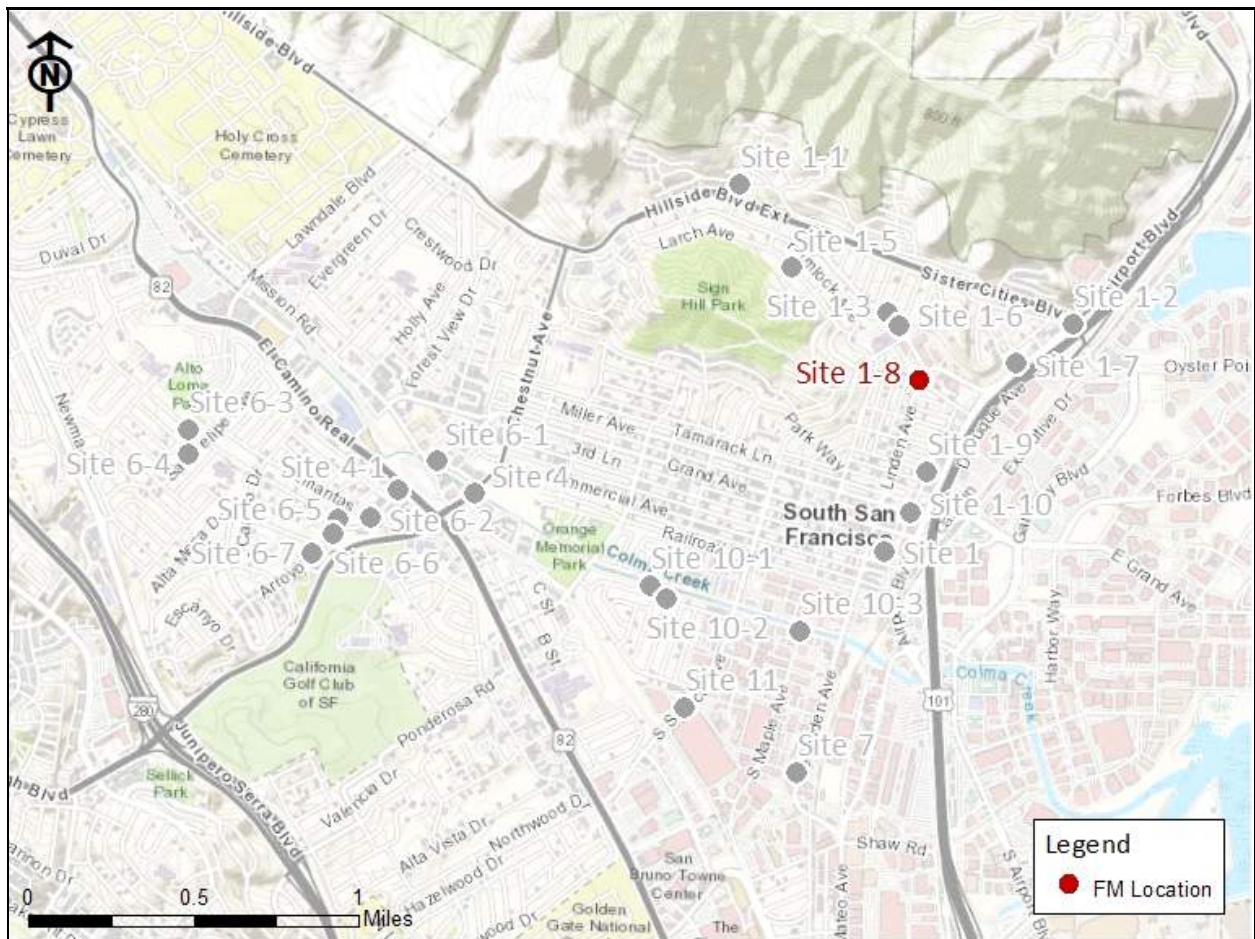 Hillside Blvd
Blvd
N
Cypress
Lawn
Cemetery
Holy Cross
Cemetery
800 ft
Site 1-1
Hillside Blvd Ext
Lawndale Blvd
Evergreen Dr
Crestwood Dr
Larch Ave
Site 1-5
Duval Dr
Mission Rd
82
Holly Ave
Forest View Dr
Sign
Hill Park
Sister Cities Blvd
Airport Blvd
Site 1-2
Site 1-3
Site 1-6
El Camino Real
Chestnut Ave
Alto
Loma
Site 1-8
Site 1-7
Oyster Poi
Site 6-3
Miller Ave
Tamarack Ln
Park Way
Linden Ave
Executive Dr
Site 6-1
3rd Ln
Grand Ave
Site 1-9
Site 6-4
Site 4-1
Site 4
Forbes Blvd
Site 6-5
Site 6-2
South San
Francisco
Site 1-10
Alta
Orange
Memorial
Park
Site 6-7
Site 6-6
Arroyo
Site 10-1
Colma Creek
Site 1
E Grand Ave
Escanyo Dr
C St
B St
Site 10-2
Site 10-3
Harbor Way
California
Golf Club
of SF
Colma Creek
Site 11
Ponderosa Rd
280
101
S Maple Ave
82
Junipero Serra Blvd
Site 7
Sellick
Park
Valencia Dr
Alta Vista Dr
Northwood Dr
Hazelwood Dr
Shaw Rd
San
Bruno Towne
Center
Legend
FM Location
0 0.5 1
Miles
Golden
Gate National
The